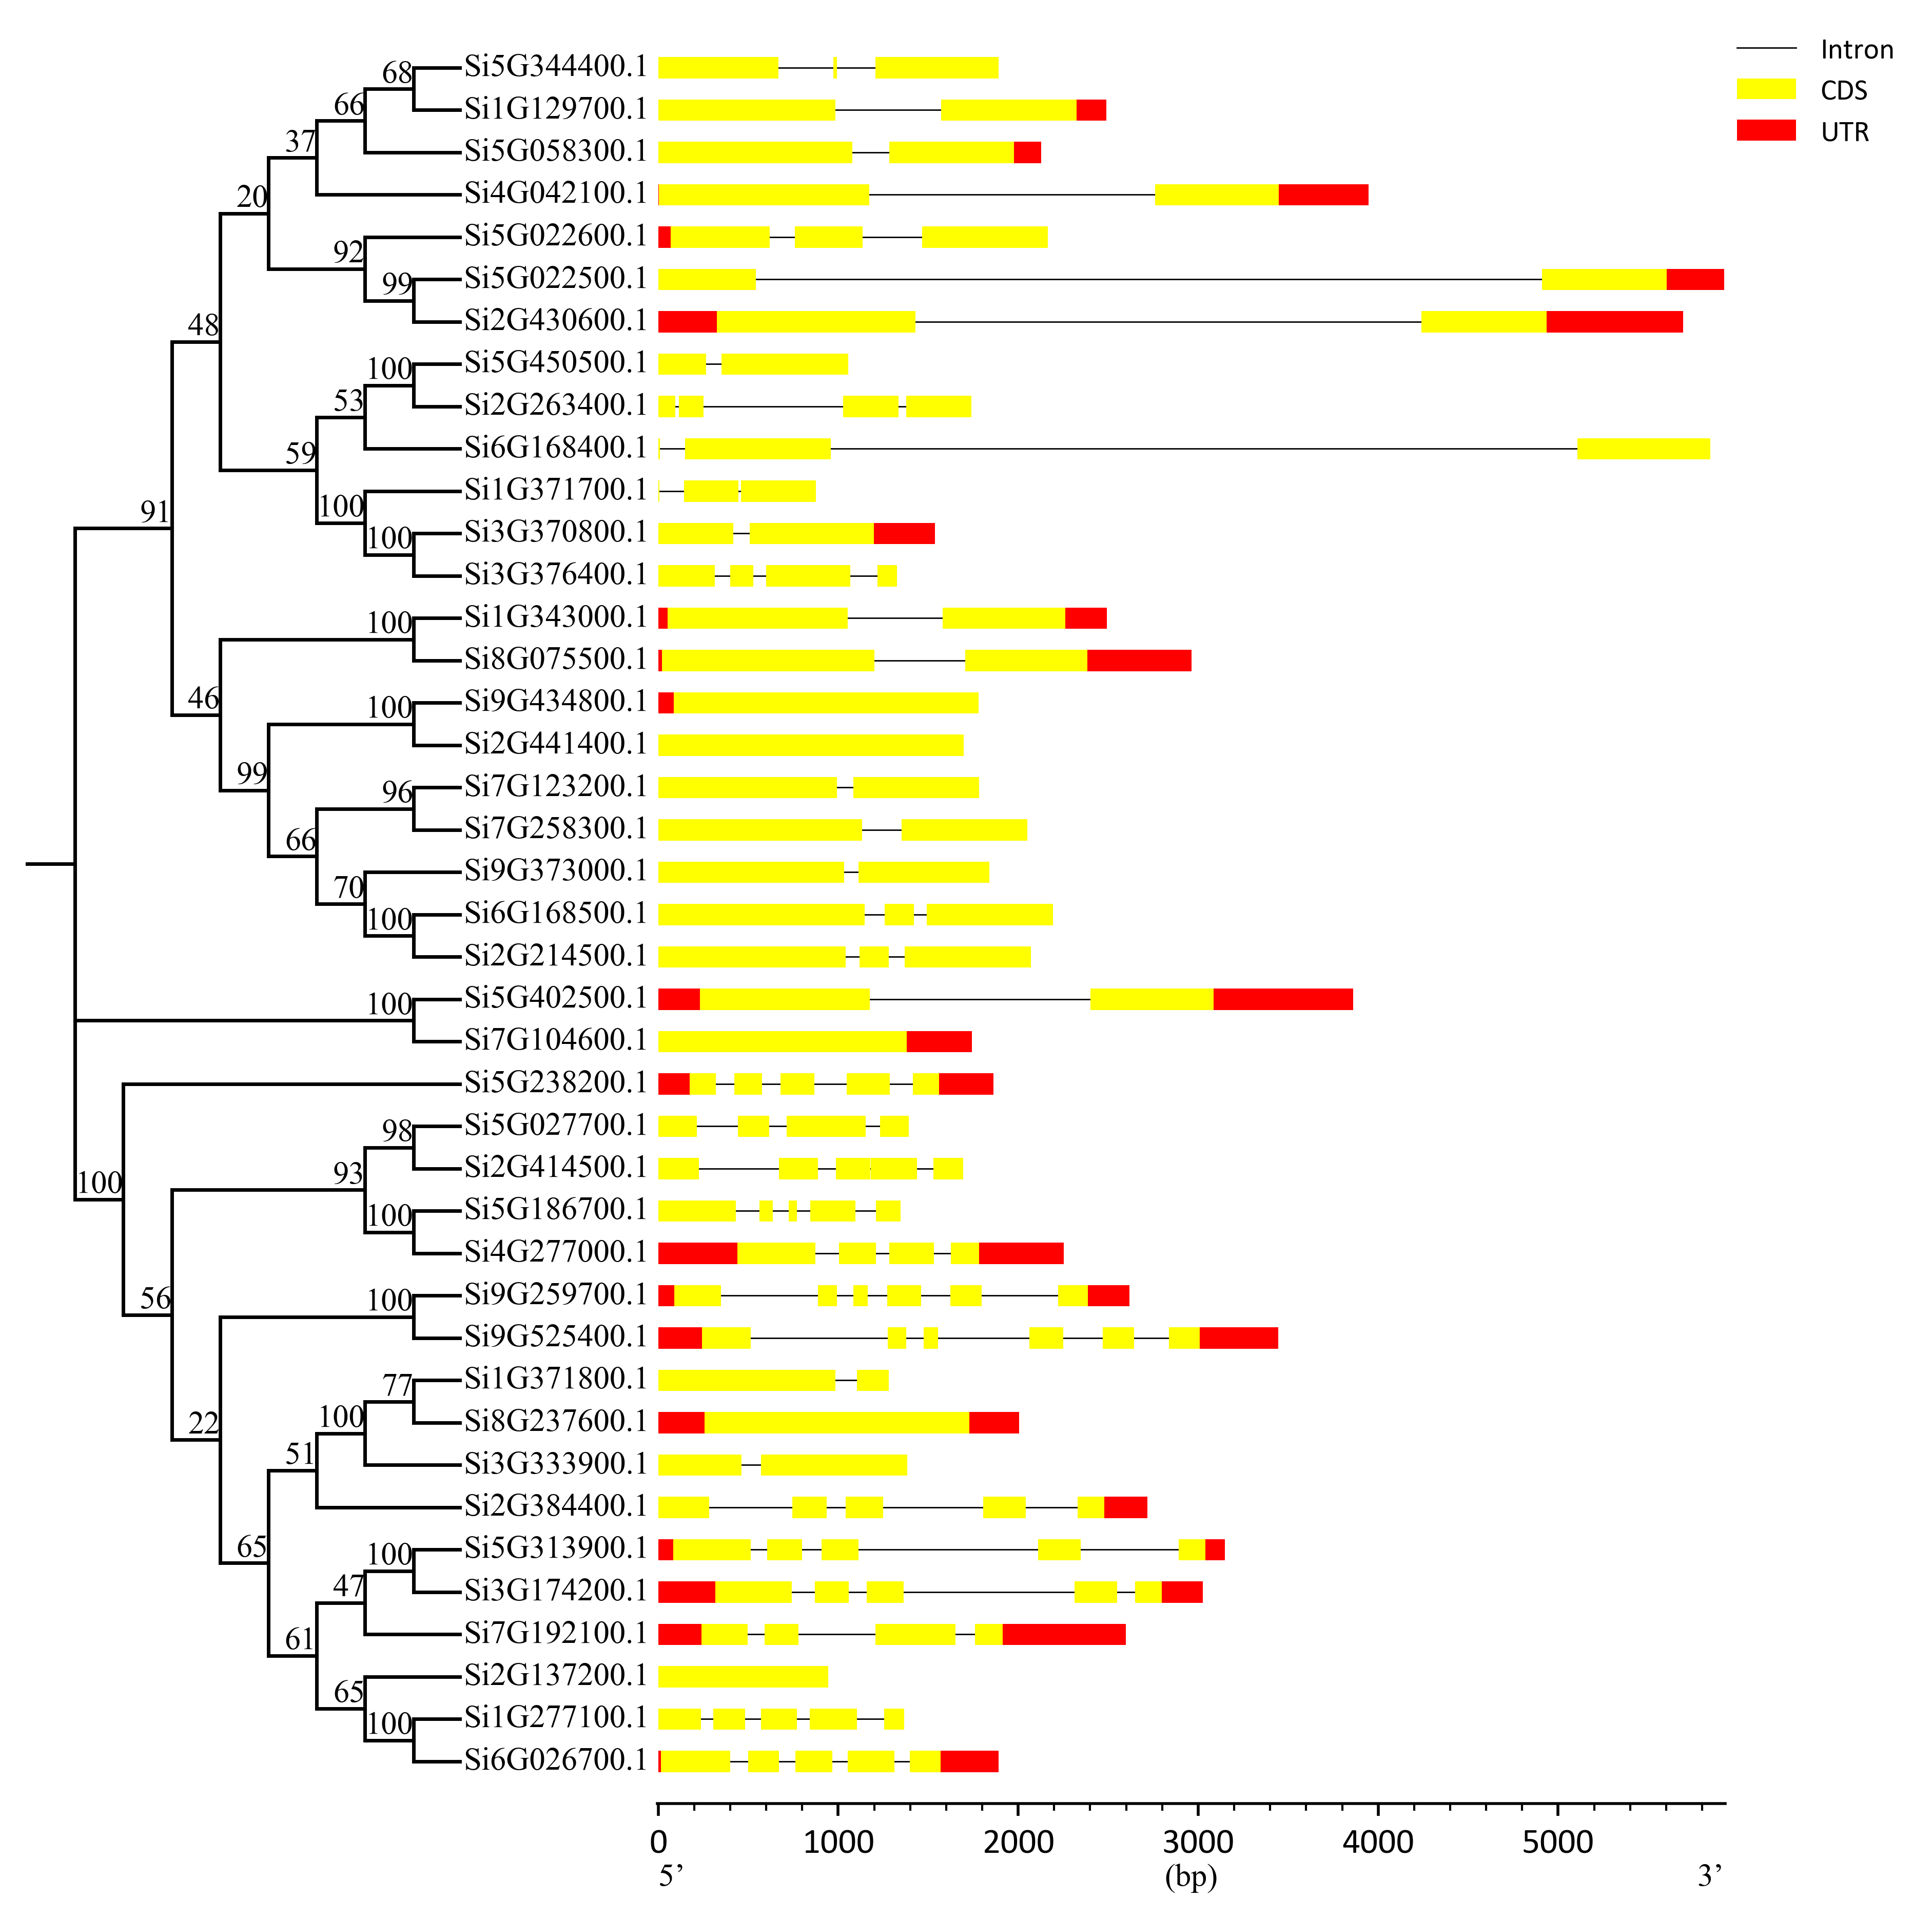 Intron
CDS
UTR
68 Si5G344400.1
66 Si1G129700.1
37 Si5G058300.1
20 Si4G042100.1
92 Si5G022600.1
99 Si5G022500.1
48 Si2G430600.1
100 Si5G450500.1
53 Si2G263400.1
59 Si6G168400.1
91 100 Si1G371700.1
100 Si3G370800.1
Si3G376400.1
100 Si1G343000.1
Si8G075500.1
46 100 Si9G434800.1
Si2G441400.1
99 96 Si7G123200.1
66 Si7G258300.1
70 Si9G373000.1
100 Si6G168500.1
Si2G214500.1
100 Si5G402500.1
Si7G104600.1
Si5G238200.1
98 Si5G027700.1
100 93 Si2G414500.1
100 Si5G186700.1
Si4G277000.1
56 100 Si9G259700.1
Si9G525400.1
77 Si1G371800.1
22 100 Si8G237600.1
51 Si3G333900.1
Si2G384400.1
65 100 Si5G313900.1
47 Si3G174200.1
61 Si7G192100.1
65 Si2G137200.1
100 Si1G277100.1
Si6G026700.1
0 1000 2000 3000 4000 5000
5’ (bp) 3’